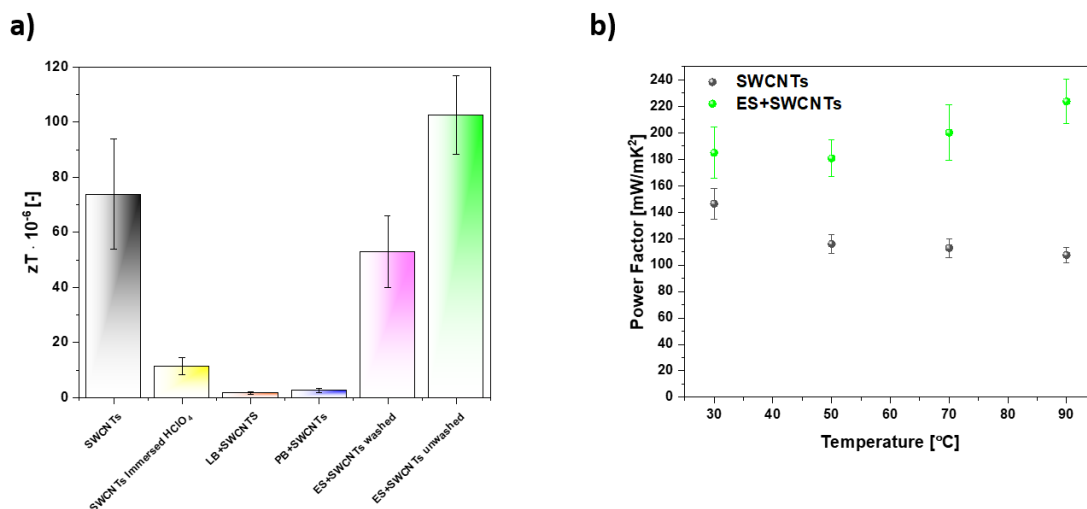 a)
120
100
80
60
40
20
0
zT · 10-6 [-]
SWCNTs
SWCNTs Immersed HClO4
LB+SWCNTS
PB+SWCNTs
ES+SWCNTs washed
ES+SWCNTs unwashed
b)
SWCNTs
ES+SWCNTs
240
220
200
180
160
140
120
100
80
60
40
20
0
Power Factor [mW/mK2]
30 40 50 60 70 80 90
Temperature [ºC]